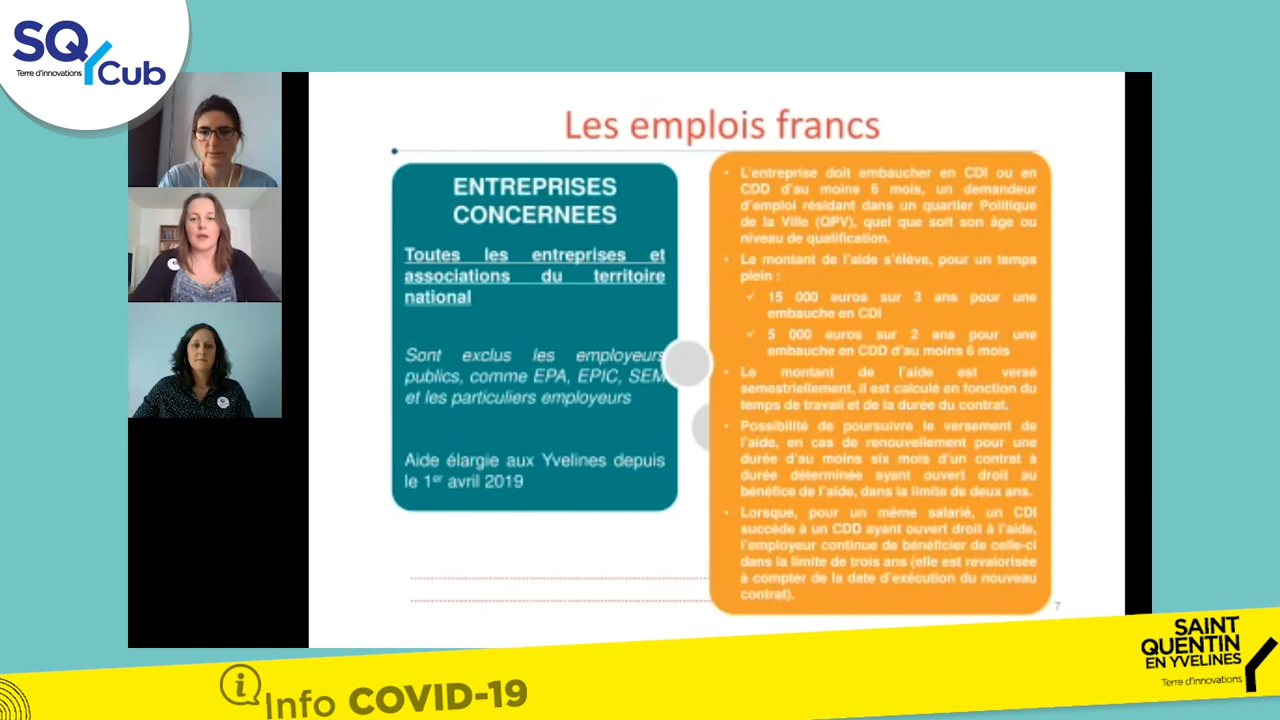 SQY Cub
Terre d'innovations
Les emplois francs
ENTREPRISES
CONCERNEES
Toutes les entreprises et
associations du territoire
national
Sont exclus les employeurs
publics, comme EPA, EPIC, SEM
et les particuliers employeurs
Aide élargie aux Yvelines depuis
le 1er avril 2019
• L'entreprise doit embaucher en CDI ou en
CDD d'au moins 6 mois, un demandeur
d'emploi résidant dans un quartier Politique
de la Ville (QPV), quel que soit son âge ou
niveau de qualification.
• Le montant de l'aide s'élève, pour un temps
plein :
✓ 15 000 euros sur 3 ans pour une
embauche en CDI
✓ 5 000 euros sur 2 ans pour une
embauche en CDD d'au moins 6 mois
• Le montant de l'aide est versé
semestriellement, il est calculé en fonction du
temps de travail et de la durée du contrat.
• Possibilité de poursuivre le versement de
l'aide, en cas de renouvellement pour une
durée d'au moins six mois d'un contrat à
durée déterminée ayant ouvert droit au
bénéfice de l'aide, dans la limite de deux ans.
• Lorsque, pour un même salarié, un CDI
succède à un CDD ayant ouvert droit à l'aide,
l'employeur continue de bénéficier de celle-ci
dans la limite de trois ans (elle est revalorisée
à compter de la date d'exécution du nouveau
contrat).
7
i Info COVID-19
SAINT
QUENTIN
EN YVELINES
Terre d'innovations